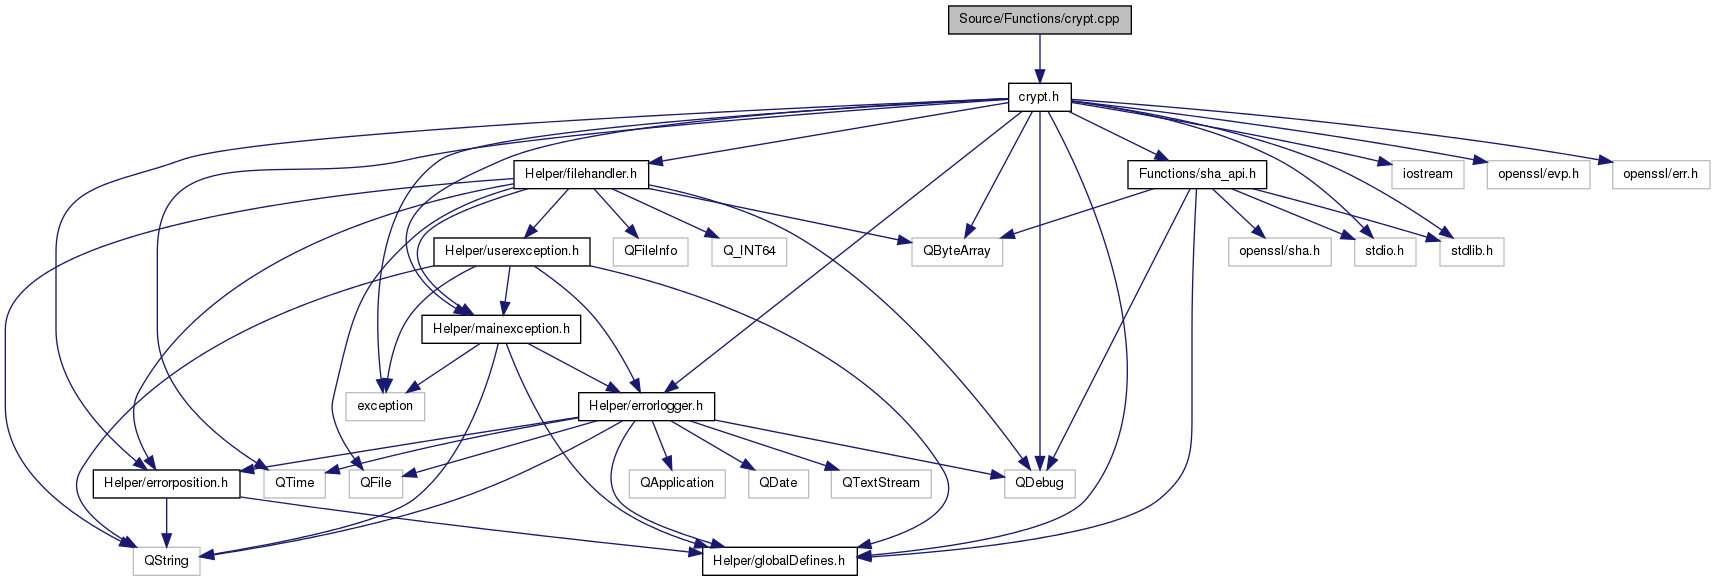 Source/Functions/crypt.cpp
crypt.h
Helper/filehandler.h
Functions/sha_api.h
iostream
openssl/evp.h
openssl/err.h
Helper/userexception.h
QFileInfo
Q_INT64
QByteArray
openssl/sha.h
stdio.h
stdlib.h
Helper/mainexception.h
exception
Helper/errorlogger.h
Helper/errorposition.h
QTime
QFile
QApplication
QDate
QTextStream
QDebug
QString
Helper/globalDefines.h